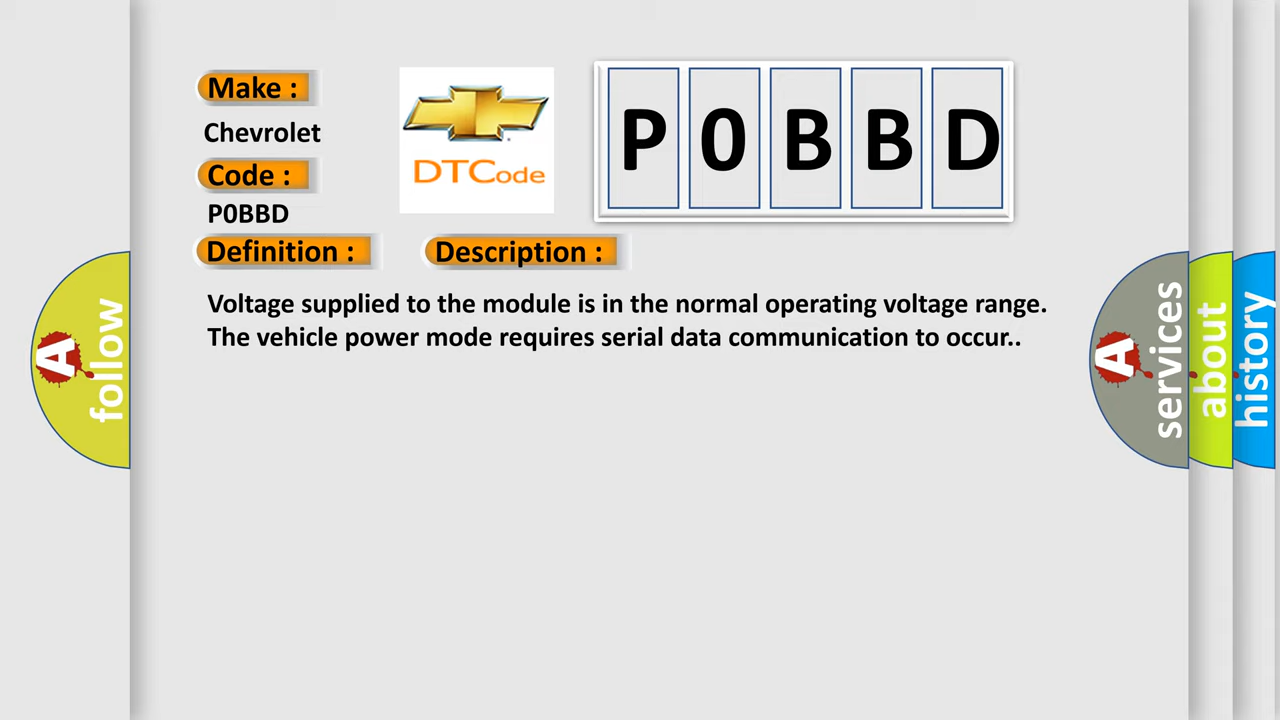 Make :
Chevrolet
Code :
P0BBD
Definition :
Description :
Voltage supplied to the module is in the normal operating voltage range.
The vehicle power mode requires serial data communication to occur..
DTCode
P0BBD
A
follow
A
services
about
history